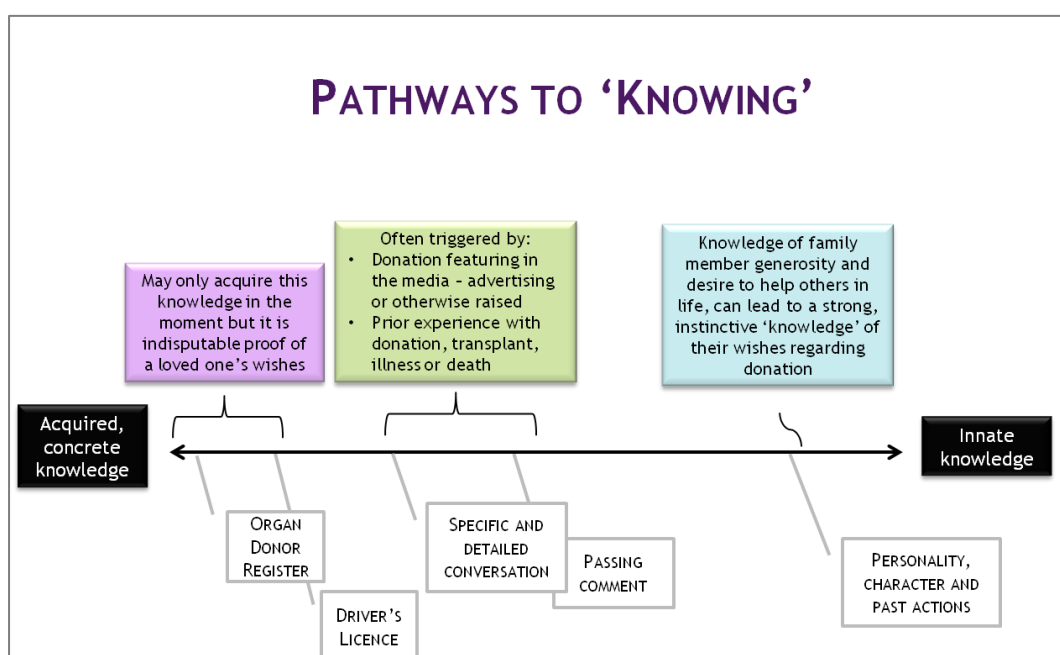 PATHWAYS TO ‘KNOWING’
May only acquire this
knowledge in the
moment but it is
indisputable proof of
a loved one’s wishes
Often triggered by:
• Donation featuring in
the media – advertising
or otherwise raised
• Prior experience with
donation, transplant,
illness or death
Knowledge of family
member generosity and
desire to help others in
life, can lead to a strong,
instinctive ‘knowledge’ of
their wishes regarding
donation
Acquired,
concrete
knowledge
Innate
knowledge
ORGAN
DONOR
REGISTER
DRIVER’S
LICENCE
SPECIFIC AND
DETAILED
CONVERSATION
PASSING
COMMENT
PERSONALITY,
CHARACTER AND
PAST ACTIONS